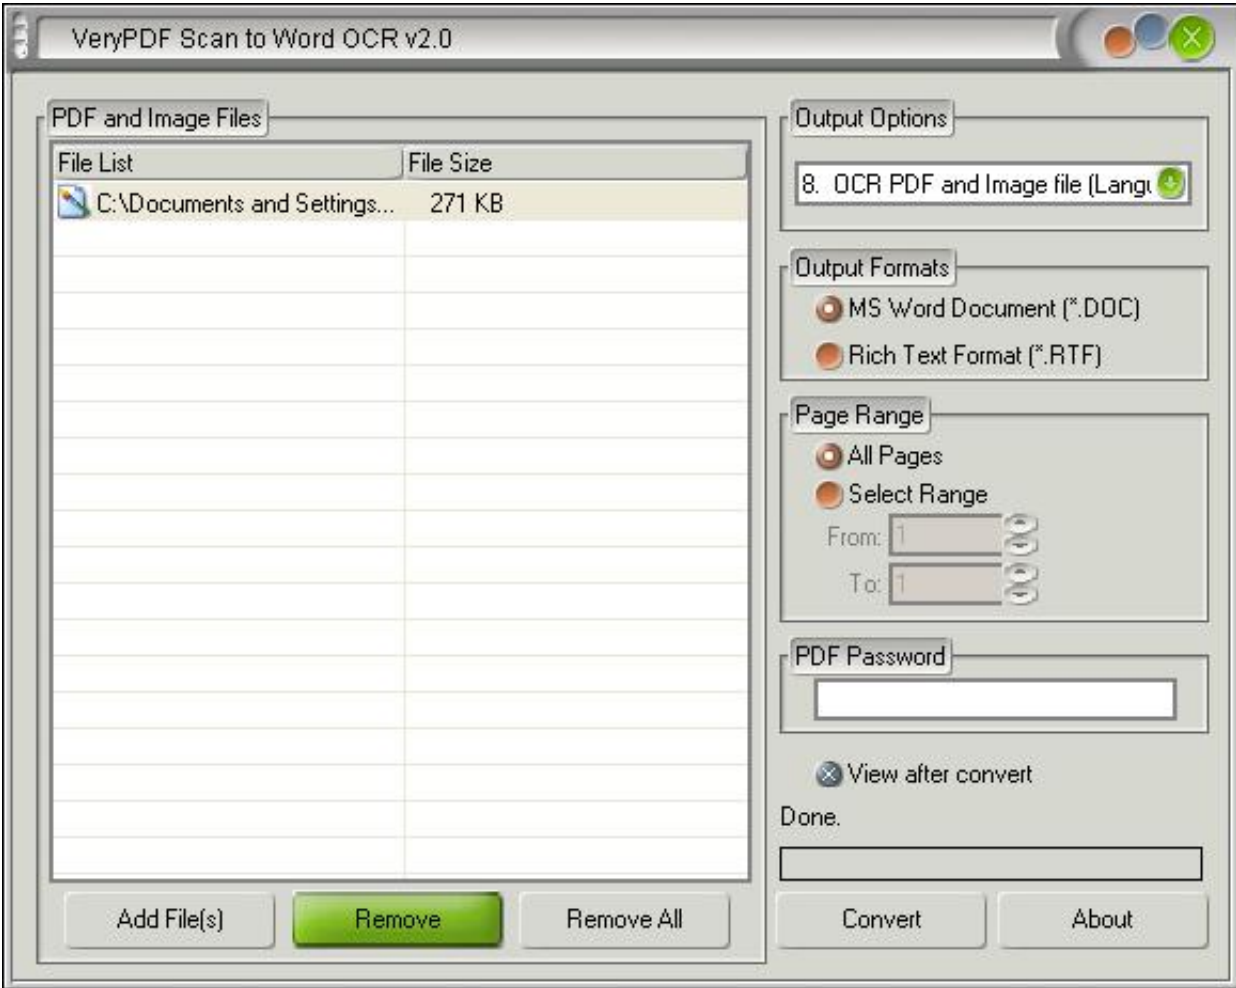 VeryPDF Scan to Word OCR v2.0
PDF and Image Files
File List File Size
C:\Documents and Settings... 271 KB
Add File(s) Remove Remove All
Output Options
8. OCR PDF and Image file (Langu
Output Formats
MS Word Document (*.DOC)
Rich Text Format (*.RTF)
Page Range
All Pages
Select Range
From: 1
To: 1
PDF Password
View after convert
Done.
Convert About